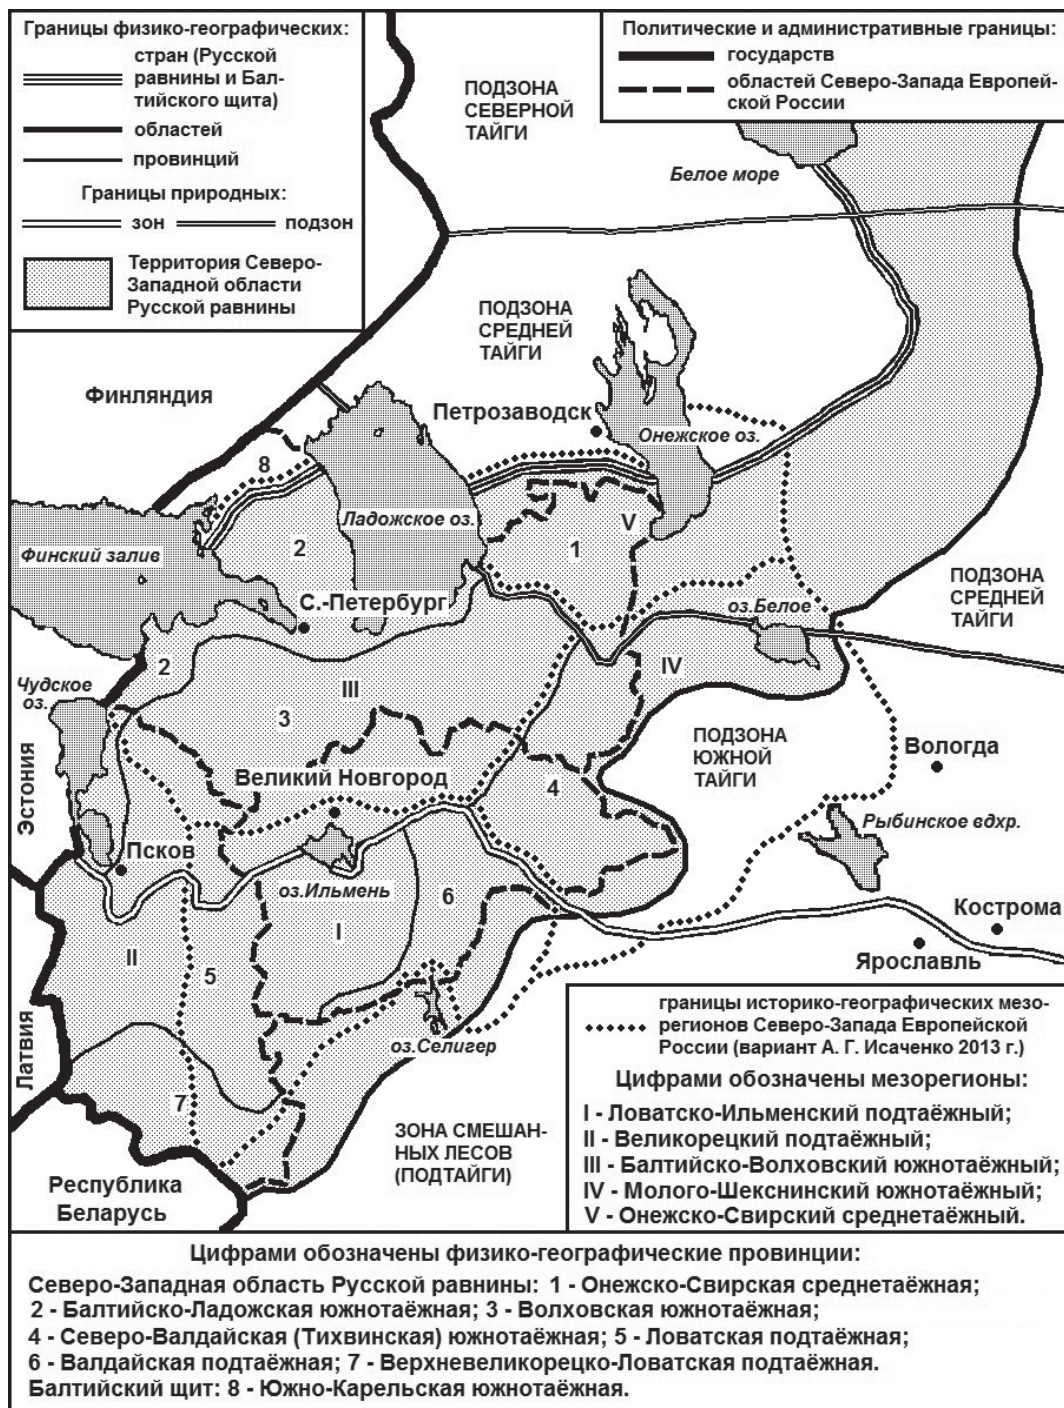 Границы физико-географических:
стран (Русской
равнины и Бал-
тийского щита)
областей
провинций
Границы природных:
зон
подзон
Территория Северо-
Западной области
Русской равнины
Политические и административные границы:
государств
областей Северо-Запада Европей-
ской России
ПОДЗОНА
СЕВЕРНОЙ
ТАЙГИ
Белое море
ПОДЗОНА
СРЕДНЕЙ
ТАЙГИ
Финляндия
Петрозаводск
Онежское оз.
8
Ладожское оз.
V
2
1
Финский залив
С.-Петербург
оз.Белое
ПОДЗОНА
СРЕДНЕЙ
ТАЙГИ
2
IV
Чудское
оз.
III
3
ПОДЗОНА
ЮЖНОЙ
ТАЙГИ
Вологда
Великий Новгород
4
Эстония
Рыбинское вдхр.
Псков
оз.Ильмень
6
Кострома
I
II
5
Ярославль
Латвия
оз.Селигер
7
ЗОНА СМЕШАН-
НЫХ ЛЕСОВ
(ПОДТАЙГИ)
Республика
Беларусь
границы историко-географических мезо-
регионов Северо-Запада Европейской
России (вариант А. Г. Исаченко 2013 г.)
Цифрами обозначены мезорегионы:
I - Ловатско-Ильменский подтаёжный;
II - Великорецкий подтаёжный;
III - Балтийско-Волховский южнотаёжный;
IV - Молого-Шекснинский южнотаёжный;
V - Онежско-Свирский среднетаёжный.
Цифрами обозначены физико-географические провинции:
Северо-Западная область Русской равнины: 1 - Онежско-Свирская среднетаёжная;
2 - Балтийско-Ладожская южнотаёжная; 3 - Волховская южнотаёжная;
4 - Северо-Валдайская (Тихвинская) южнотаёжная; 5 - Ловатская подтаёжная;
6 - Валдайская подтаёжная; 7 - Верхневеликорецко-Ловатская подтаёжная.
Балтийский щит: 8 - Южно-Карельская южнотаёжная.